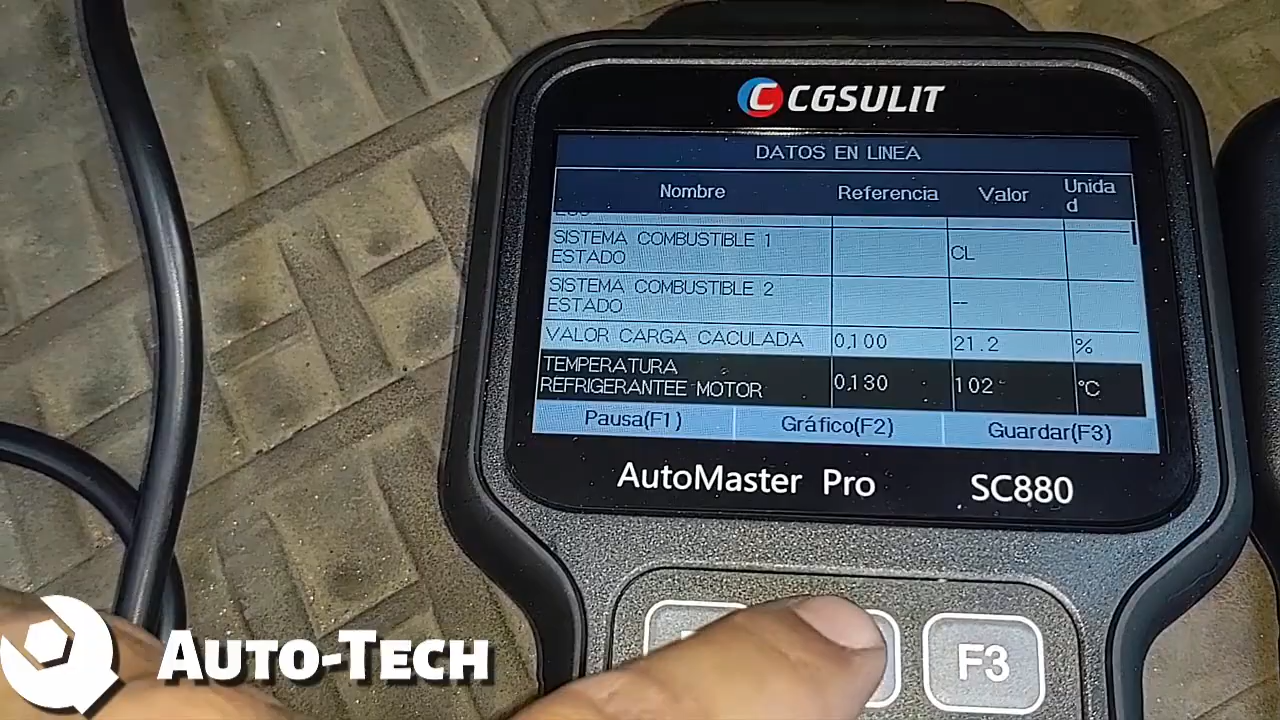 CGSULIT
DATOS EN LINEA
Nombre Referencia Valor Unida
d
SISTEMA COMBUSTIBLE 1
ESTADO CL
SISTEMA COMBUSTIBLE 2
ESTADO --
VALOR CARGA CACULADA 0,100 21.2 %
TEMPERATURA
REFRIGERANTEE MOTOR 0,130 102 °C
Pausa(F1) Gráfico(F2) Guardar(F3)
AutoMaster Pro SC880
F3
AUTO-TECH